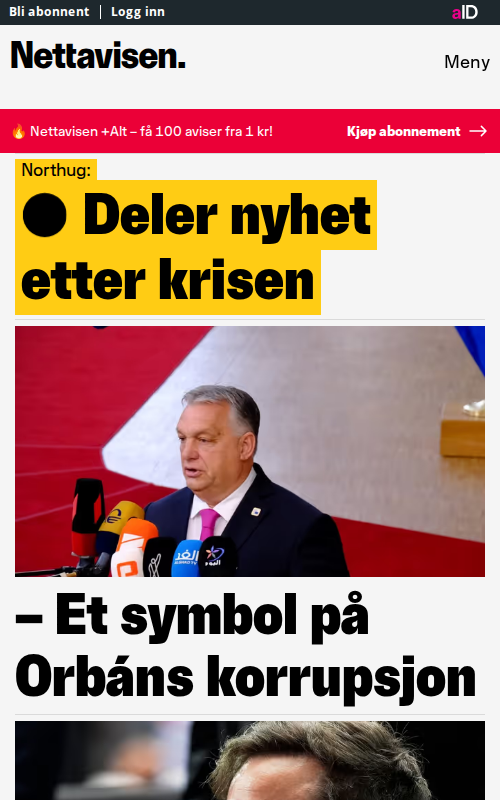 Bli abonnent | Logg inn
aID
Nettavisen.
Meny
🔥 Nettavisen +Alt – få 100 aviser fra 1 kr!
Kjøp abonnement →
Northug:
● Deler nyhet
etter krisen
– Et symbol på
Orbáns korrupsjon